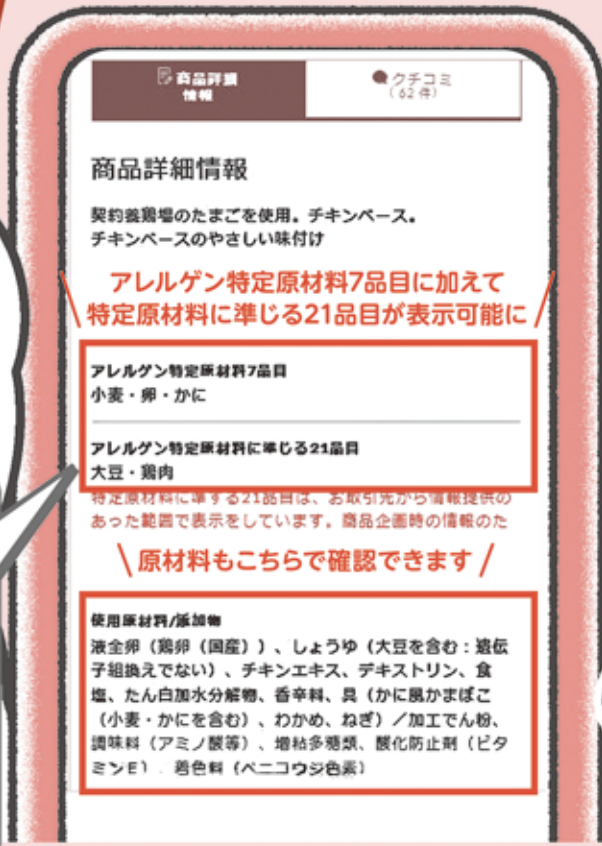 商品詳細
情報
クチコミ
(62件)
商品詳細情報
契約養鶏場のたまごを使用。チキンベース。
チキンベースのやさしい味付け
アレルゲン特定原材料7品目に加えて
特定原材料に準じる21品目が表示可能に
アレルゲン特定原材料7品目
小麦・卵・かに
アレルゲン特定原材料に準じる21品目
大豆・鶏肉
特定原材料に準ずる21品目は、お取引先から情報提供の
あった範囲で表示をしています。商品企画時の情報のた
原材料もこちらで確認できます
使用原材料/添加物
液全卵(鶏卵(国産))、しょうゆ(大豆を含む:遺伝
子組換えでない)、チキンエキス、デキストリン、食
塩、たん白加水分解物、香辛料、具(かに風かまぼこ
(小麦・かにを含む)、わかめ、ねぎ)/加工でん粉、
調味料(アミノ酸等)、増粘多糖類、酸化防止剤(ビタ
ミンE)、着色料(ベニコウジ色素)